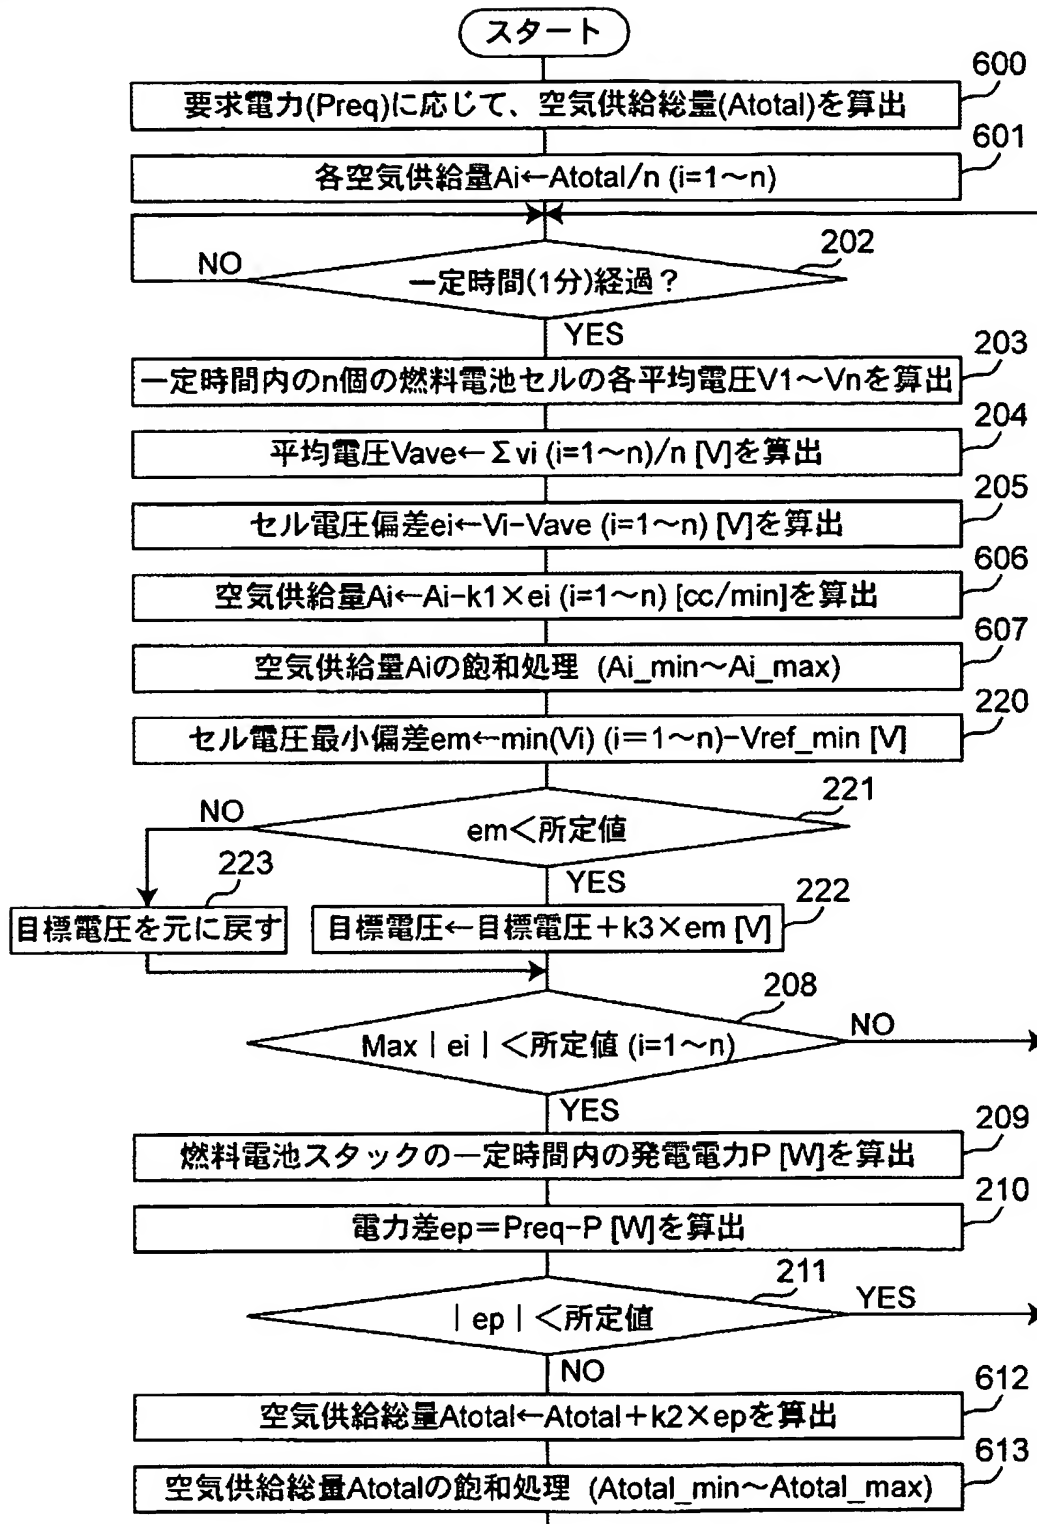 スタート
600
要求電力(Preq)に応じて、空気供給総量(Atotal)を算出
601
各空気供給量Ai←Atotal/n (i=1～n)
202
NO
一定時間(1分)経過？
YES
203
一定時間内のn個の燃料電池セルの各平均電圧V1～Vnを算出
204
平均電圧Vave←Σvi (i=1～n)/n [V]を算出
205
セル電圧偏差ei←Vi−Vave (i=1～n) [V]を算出
606
空気供給量Ai←Ai−k1×ei (i=1～n) [cc/min]を算出
607
空気供給量Aiの飽和処理 (Ai_min～Ai_max)
220
セル電圧最小偏差em←min(Vi) (i＝1～n)−Vref_min [V]
221
NO
em＜所定値
YES
223
222
目標電圧を元に戻す
目標電圧←目標電圧＋k3×em [V]
208
NO
Max｜ei｜＜所定値 (i=1～n)
YES
209
燃料電池スタックの一定時間内の発電電力P [W]を算出
210
電力差ep＝Preq−P [W]を算出
211
YES
｜ep｜＜所定値
NO
612
空気供給総量Atotal←Atotal＋k2×epを算出
613
空気供給総量Atotalの飽和処理 (Atotal_min～Atotal_max)